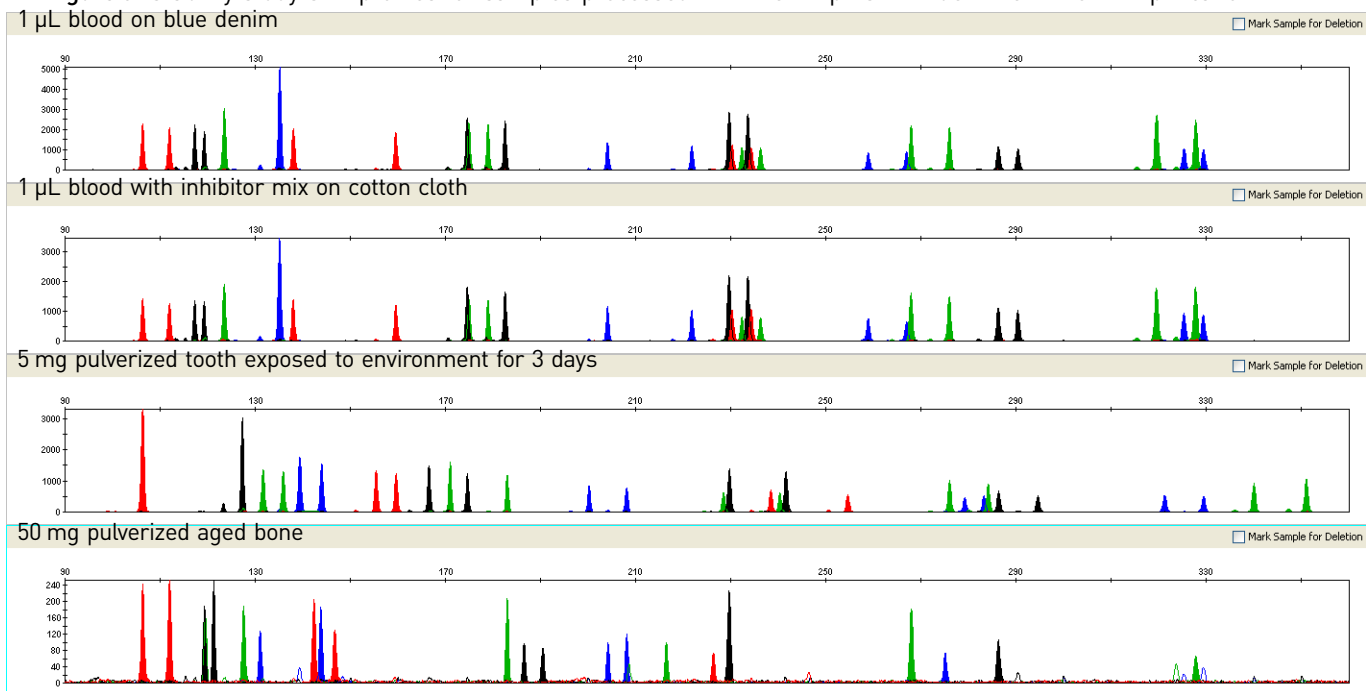 1 µL blood on blue denim
Mark Sample for Deletion
90 130 170 210 250 290 330
5000
4000
3000
2000
1000
0
1 µL blood with inhibitor mix on cotton cloth
Mark Sample for Deletion
90 130 170 210 250 290 330
3000
2000
1000
0
5 mg pulverized tooth exposed to environment for 3 days
Mark Sample for Deletion
90 130 170 210 250 290 330
3000
2000
1000
0
50 mg pulverized aged bone
Mark Sample for Deletion
90 130 170 210 250 290 330
240
200
160
120
80
40
0